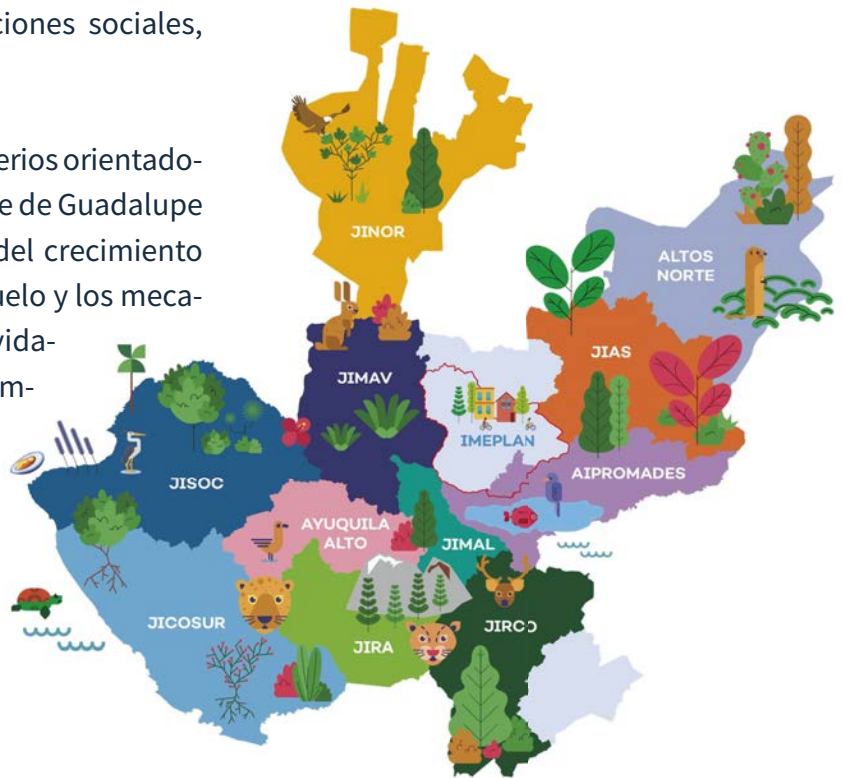 ciones sociales,
erios orientado-
e de Guadalupe
del crecimiento
uelo y los meca-
vida-
m-
JINOR
ALTOS
NORTE
JIAS
JIMAV
IMEPLAN
AIPROMADES
JISOC
AYUQUILA
ALTO
JIMAL
JICOSUR
JIRA
JIRCO